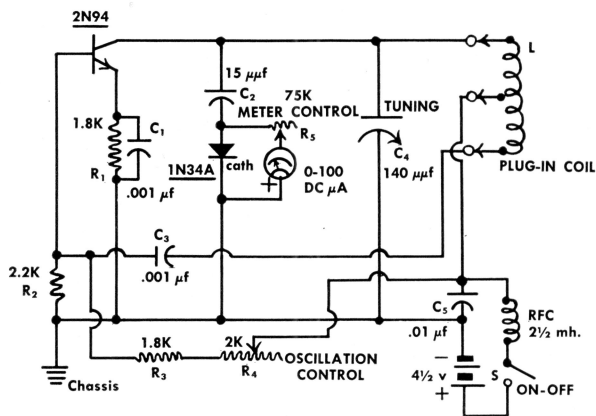 2N94
L
15 μμf
C2
75K
METER CONTROL
R5
TUNING
C4
140 μμf
1.8K
C1
R1
.001 μf
1N34A
cath
+
0-100
DC μA
PLUG-IN COIL
C3
.001 μf
2.2K
R2
C5
.01 μf
RFC
2½ mh.
1.8K
R3
2K
R4
OSCILLATION
CONTROL
−
4½ v
+
S
ON-OFF
Chassis